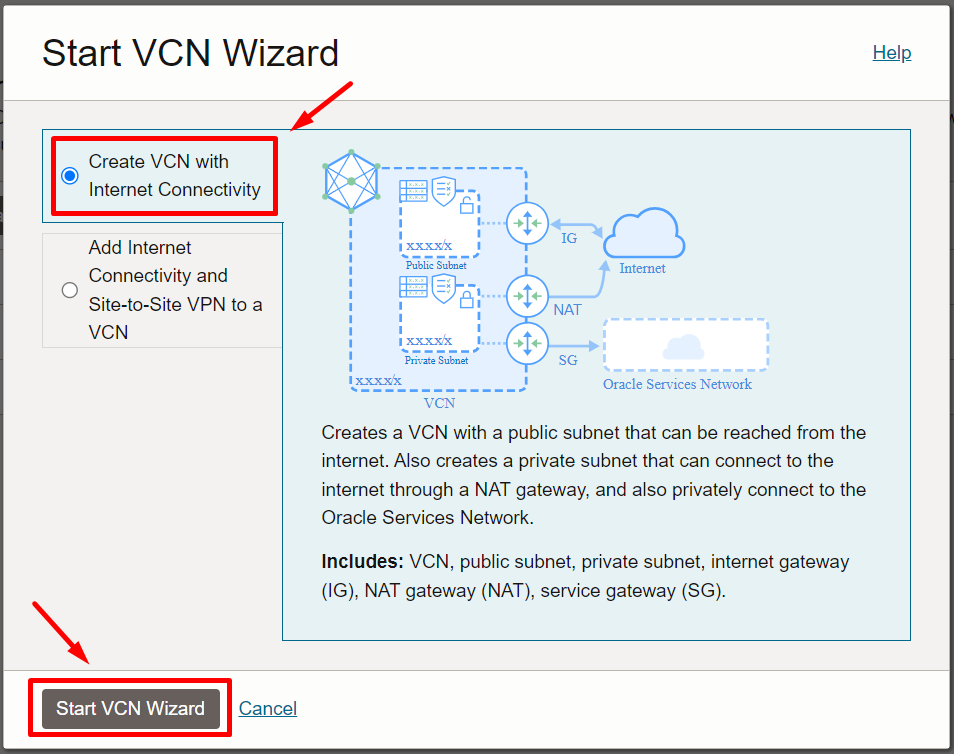 Start VCN Wizard
Help
Create VCN with
Internet Connectivity
Add Internet
Connectivity and
Site-to-Site VPN to a
VCN
x.x.x.x/x
Public Subnet
x.x.x.x/x
Private Subnet
x.x.x.x/x
VCN
IG
Internet
NAT
SG
Oracle Services Network
Creates a VCN with a public subnet that can be reached from the
internet. Also creates a private subnet that can connect to the
internet through a NAT gateway, and also privately connect to the
Oracle Services Network.
Includes: VCN, public subnet, private subnet, internet gateway
(IG), NAT gateway (NAT), service gateway (SG).
Start VCN Wizard
Cancel